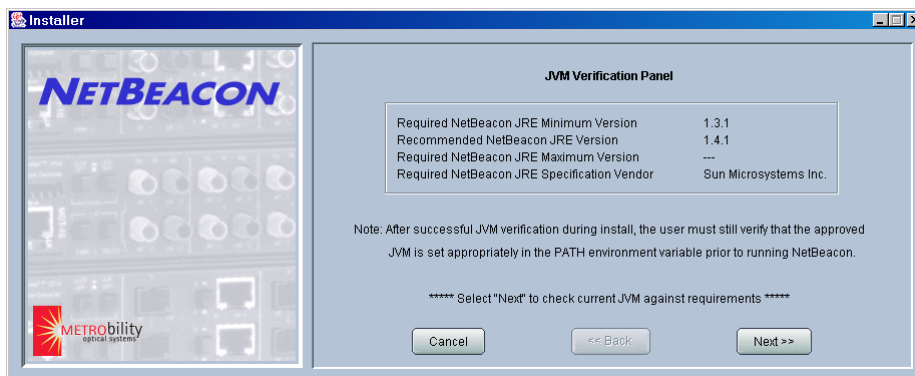 Installer
NETBEACON
METROBILITY
optical systems
JVM Verification Panel
Required NetBeacon JRE Minimum Version 1.3.1
Recommended NetBeacon JRE Version 1.4.1
Required NetBeacon JRE Maximum Version ---
Required NetBeacon JRE Specification Vendor Sun Microsystems Inc.
Note: After successful JVM verification during install, the user must still verify that the approved
JVM is set appropriately in the PATH environment variable prior to running NetBeacon.
***** Select "Next" to check current JVM against requirements *****
Cancel
<< Back
Next >>